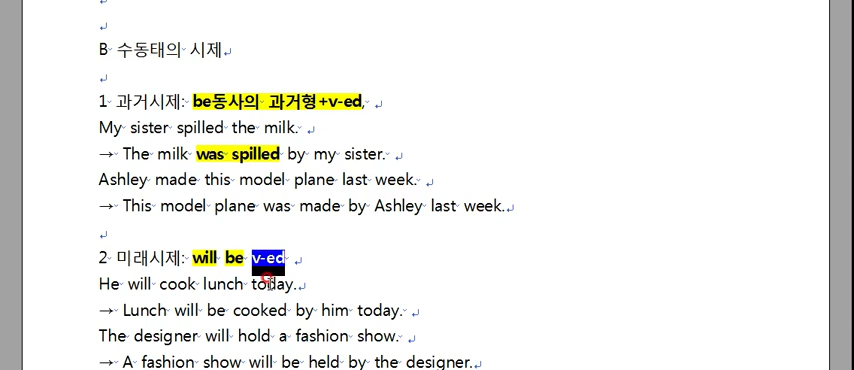 B 수동태의 시제
1 과거시제: be동사의 과거형+v-ed,
My sister spilled the milk.
→ The milk was spilled by my sister.
Ashley made this model plane last week.
→ This model plane was made by Ashley last week.
2 미래시제: will be v-ed
He will cook lunch today.
→ Lunch will be cooked by him today.
The designer will hold a fashion show.
→ A fashion show will be held by the designer.